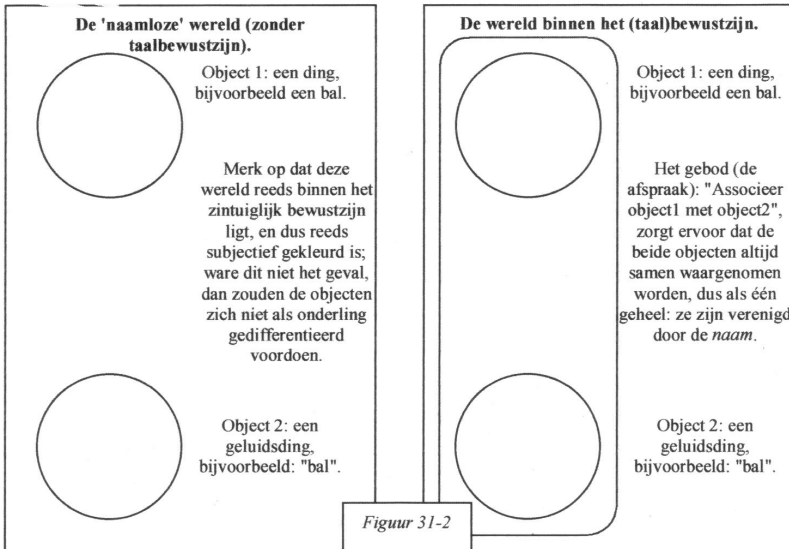 De 'naamloze' wereld (zonder
taalbewustzijn).
Object 1: een ding,
bijvoorbeeld een bal.
Merk op dat deze
wereld reeds binnen het
zintuiglijk bewustzijn
ligt, en dus reeds
subjectief gekleurd is;
ware dit niet het geval,
dan zouden de objecten
zich niet als onderling
gedifferentieerd
voordoen.
Object 2: een
geluidsding,
bijvoorbeeld: "bal".
De wereld binnen het (taal)bewustzijn.
Object 1: een ding,
bijvoorbeeld een bal.
Het gebod (de
afspraak): "Associeer
object1 met object2",
zorgt ervoor dat de
beide objecten altijd
samen waargenomen
worden, dus als één
geheel: ze zijn verenigd
door de naam.
Object 2: een
geluidsding,
bijvoorbeeld: "bal".
Figuur 31-2